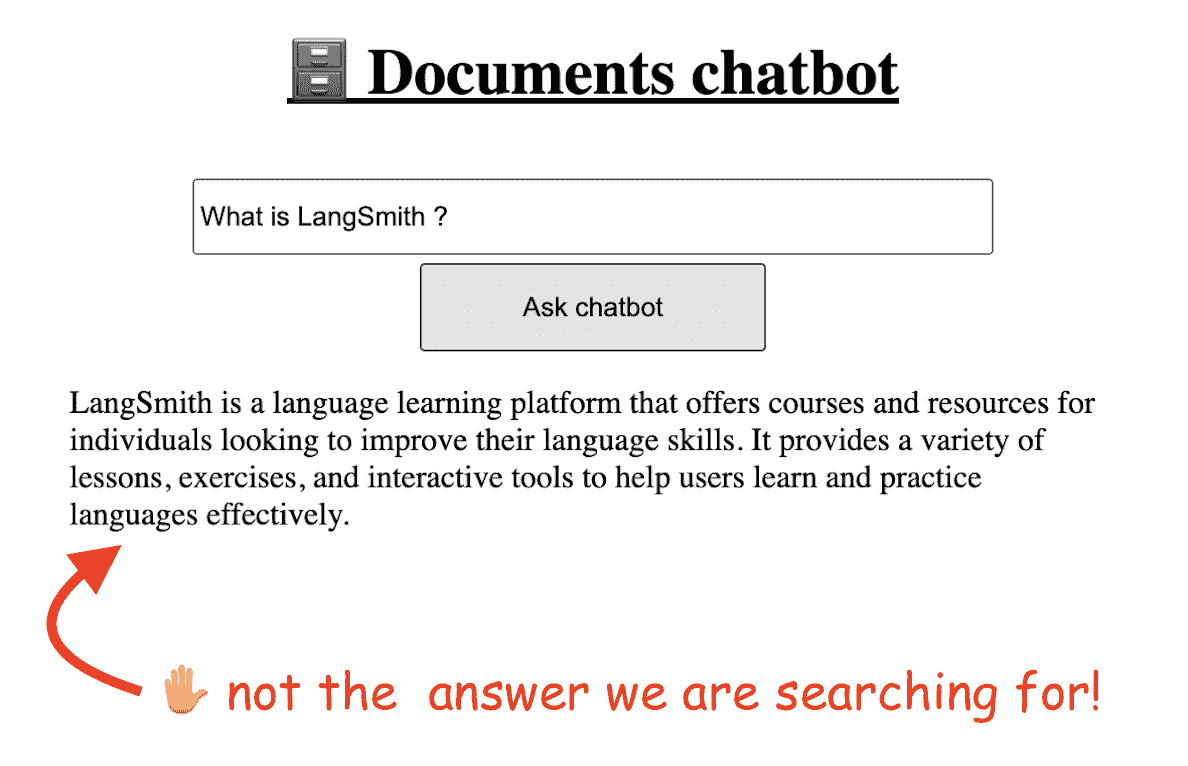 Documents chatbot
What is LangSmith ?
Ask chatbot
LangSmith is a language learning platform that offers courses and resources for
individuals looking to improve their language skills. It provides a variety of
lessons, exercises, and interactive tools to help users learn and practice
languages effectively.
not the answer we are searching for!